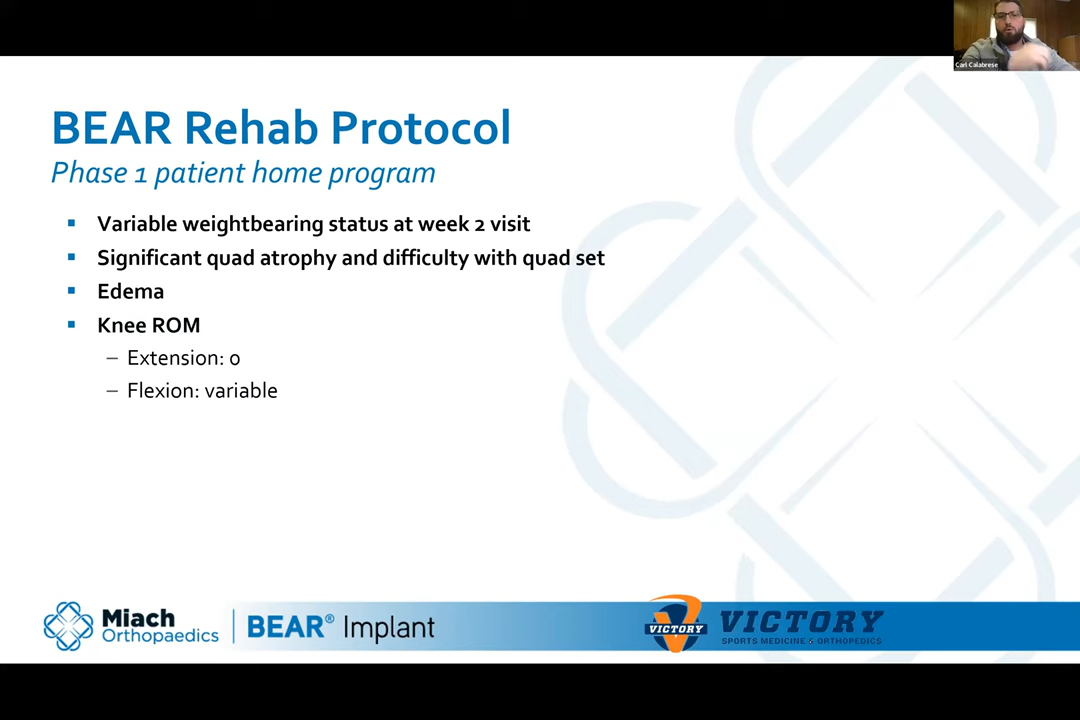 Carl Calabrese
BEAR Rehab Protocol
Phase 1 patient home program
Variable weightbearing status at week 2 visit
Significant quad atrophy and difficulty with quad set
Edema
Knee ROM
– Extension: 0
– Flexion: variable
Miach
Orthopaedics
BEAR® Implant
VICTORY
VICTORY
SPORTS MEDICINE & ORTHOPEDICS